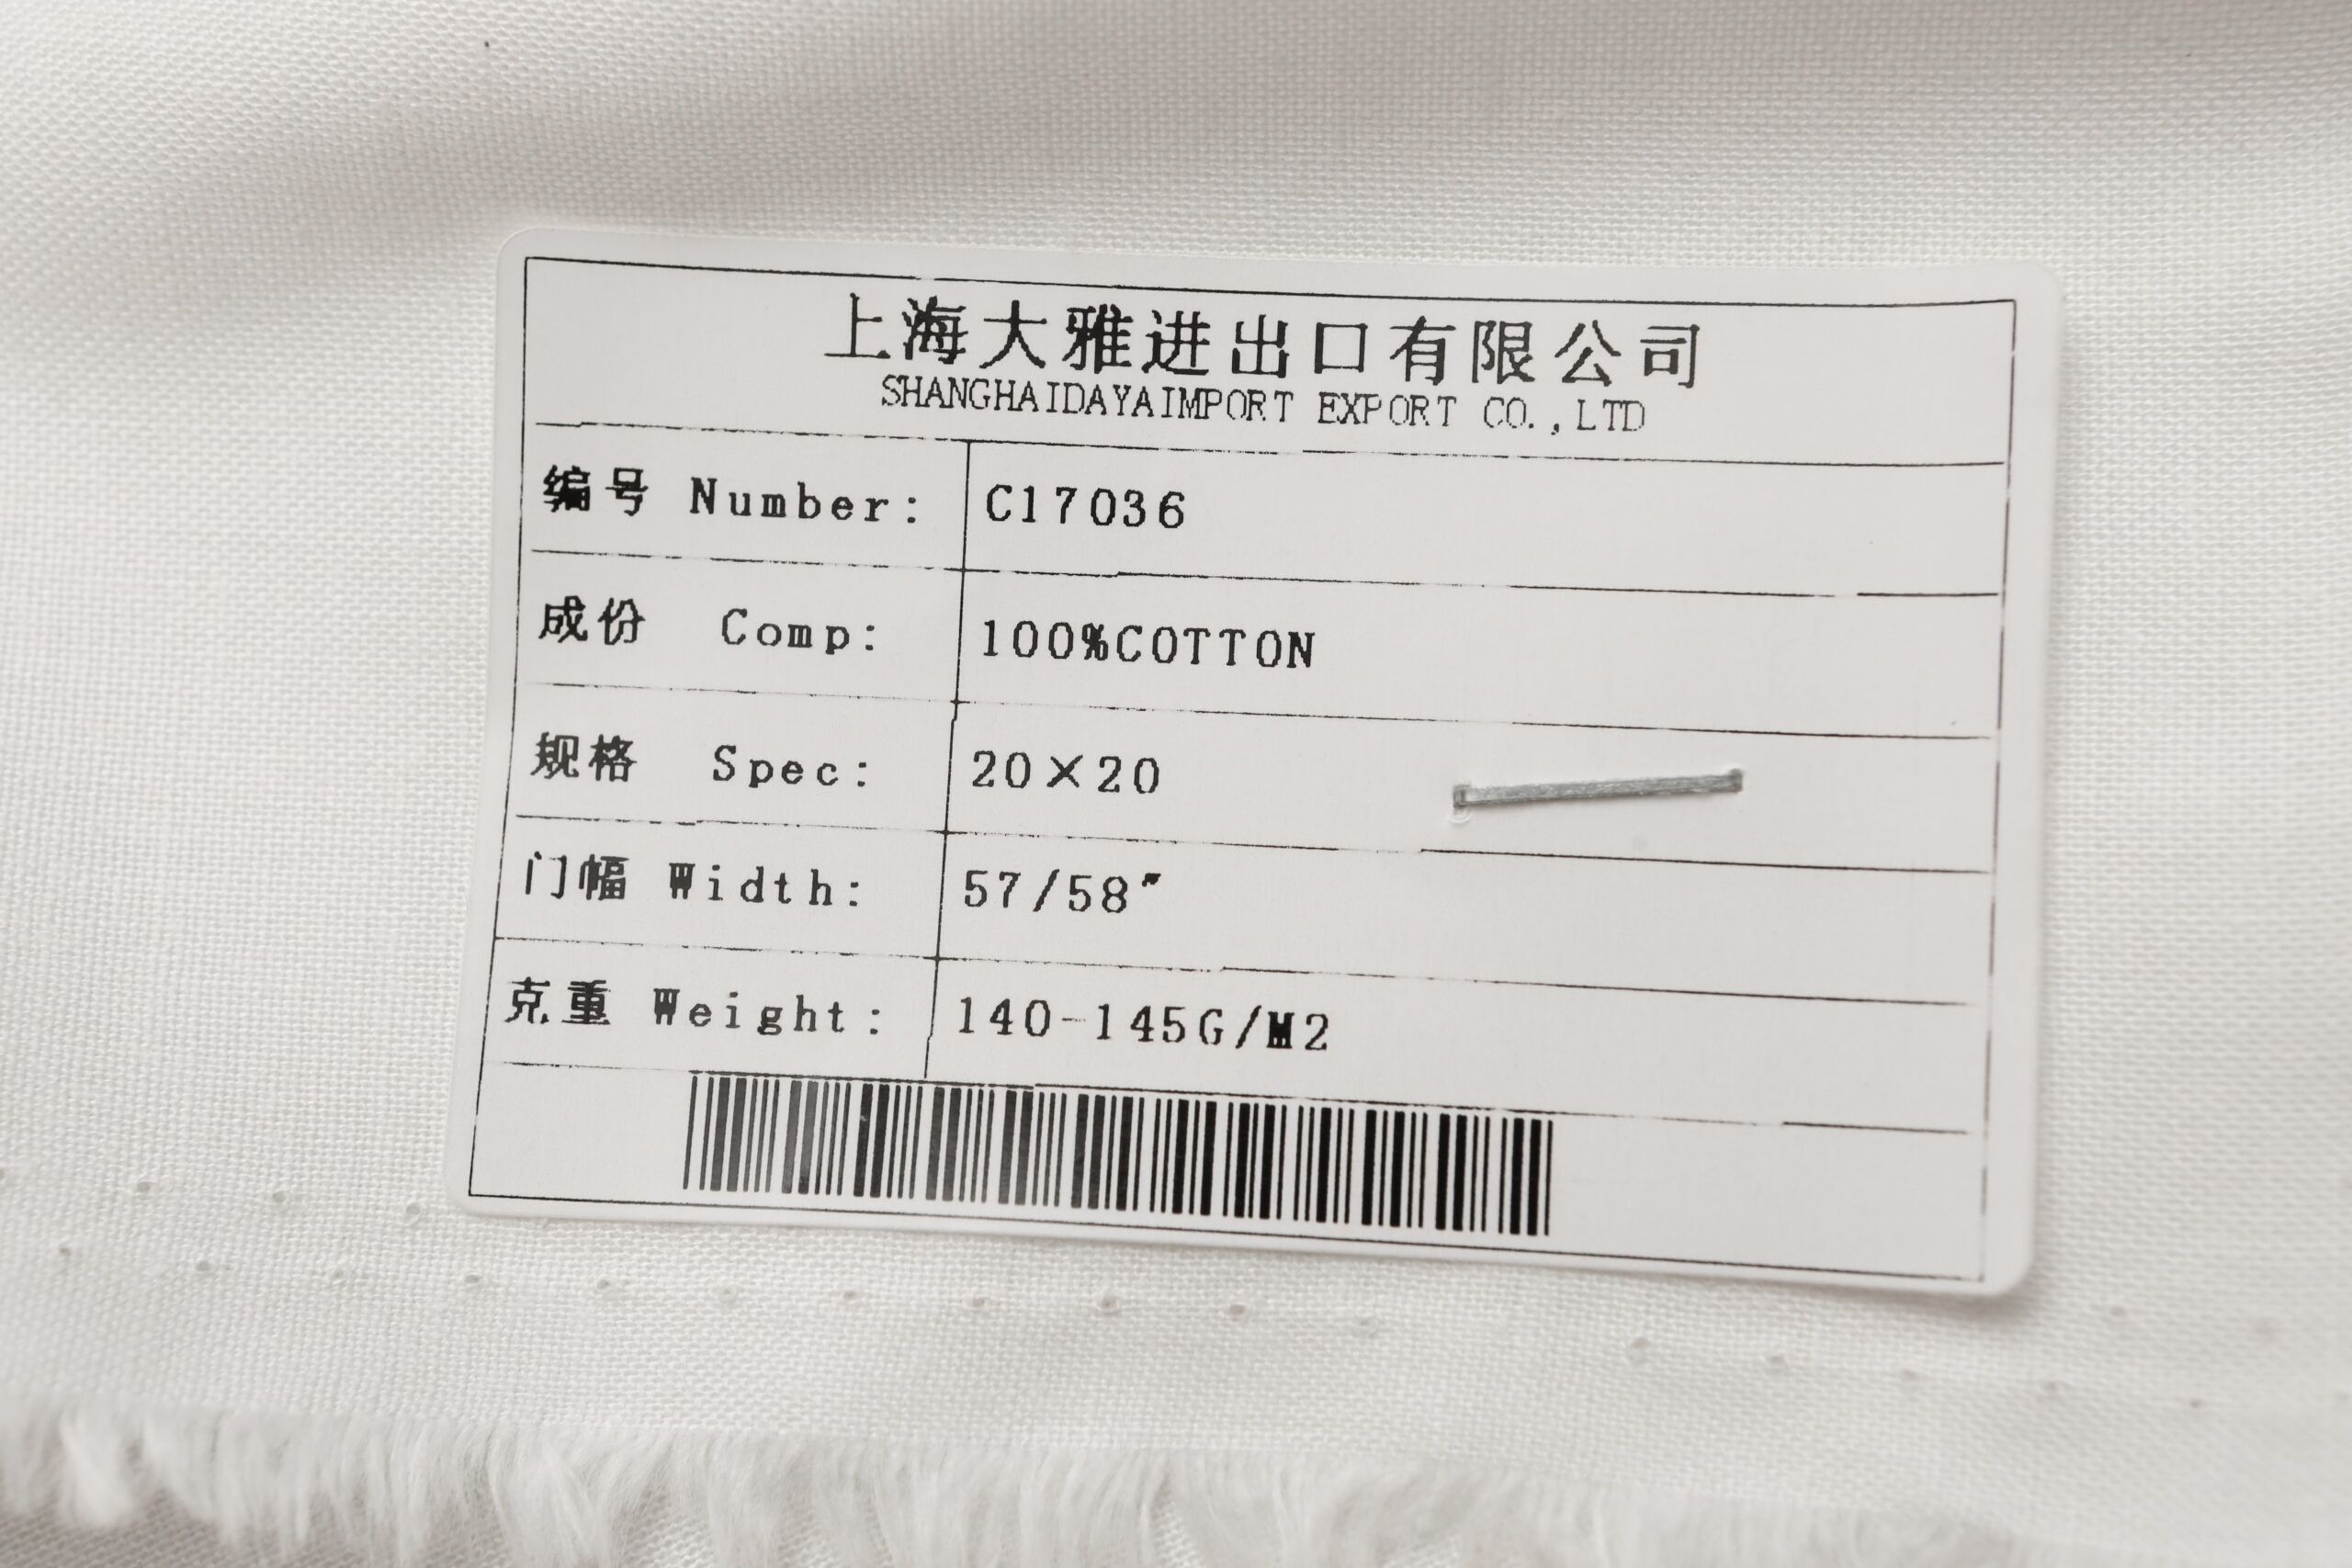 上海大雅进出口有限公司
SHANGHAIDAYAIMPORT EXPORT CO.,LTD
编号 Number: C17036
成份 Comp: 100%COTTON
规格 Spec: 20×20
门幅 Width: 57/58"
克重 Weight: 140-145G/M2